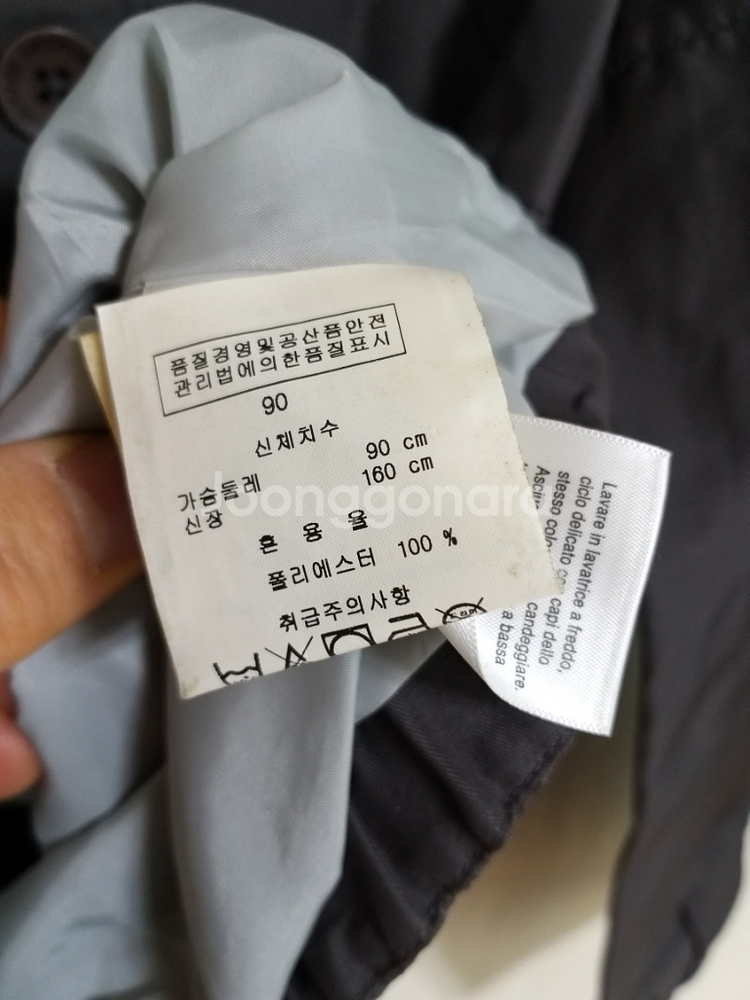 품질경영및공산품안전
관리법에의한품질표시
90
신체치수
가슴둘레 90 cm
신장 160 cm
혼 용 율
폴리에스터 100 %
취급주의사항
joonggonara
Lavare in lavatrice a freddo,
ciclo delicato
stesso capi dello
candeggiare.
a bassa